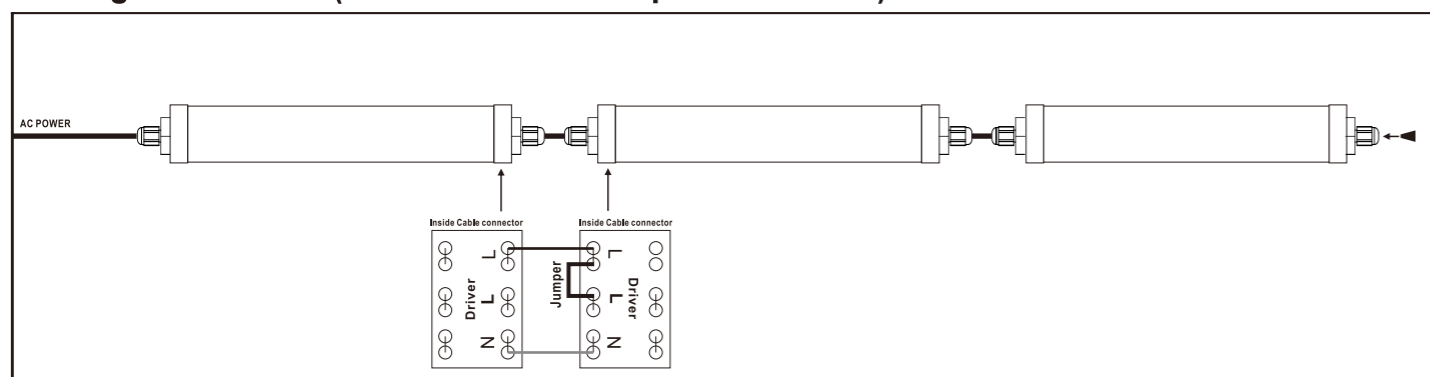 AC POWER
Inside Cable connector
Inside Cable connector
L
L
N
Driver
Jumper
L
L
N
Driver